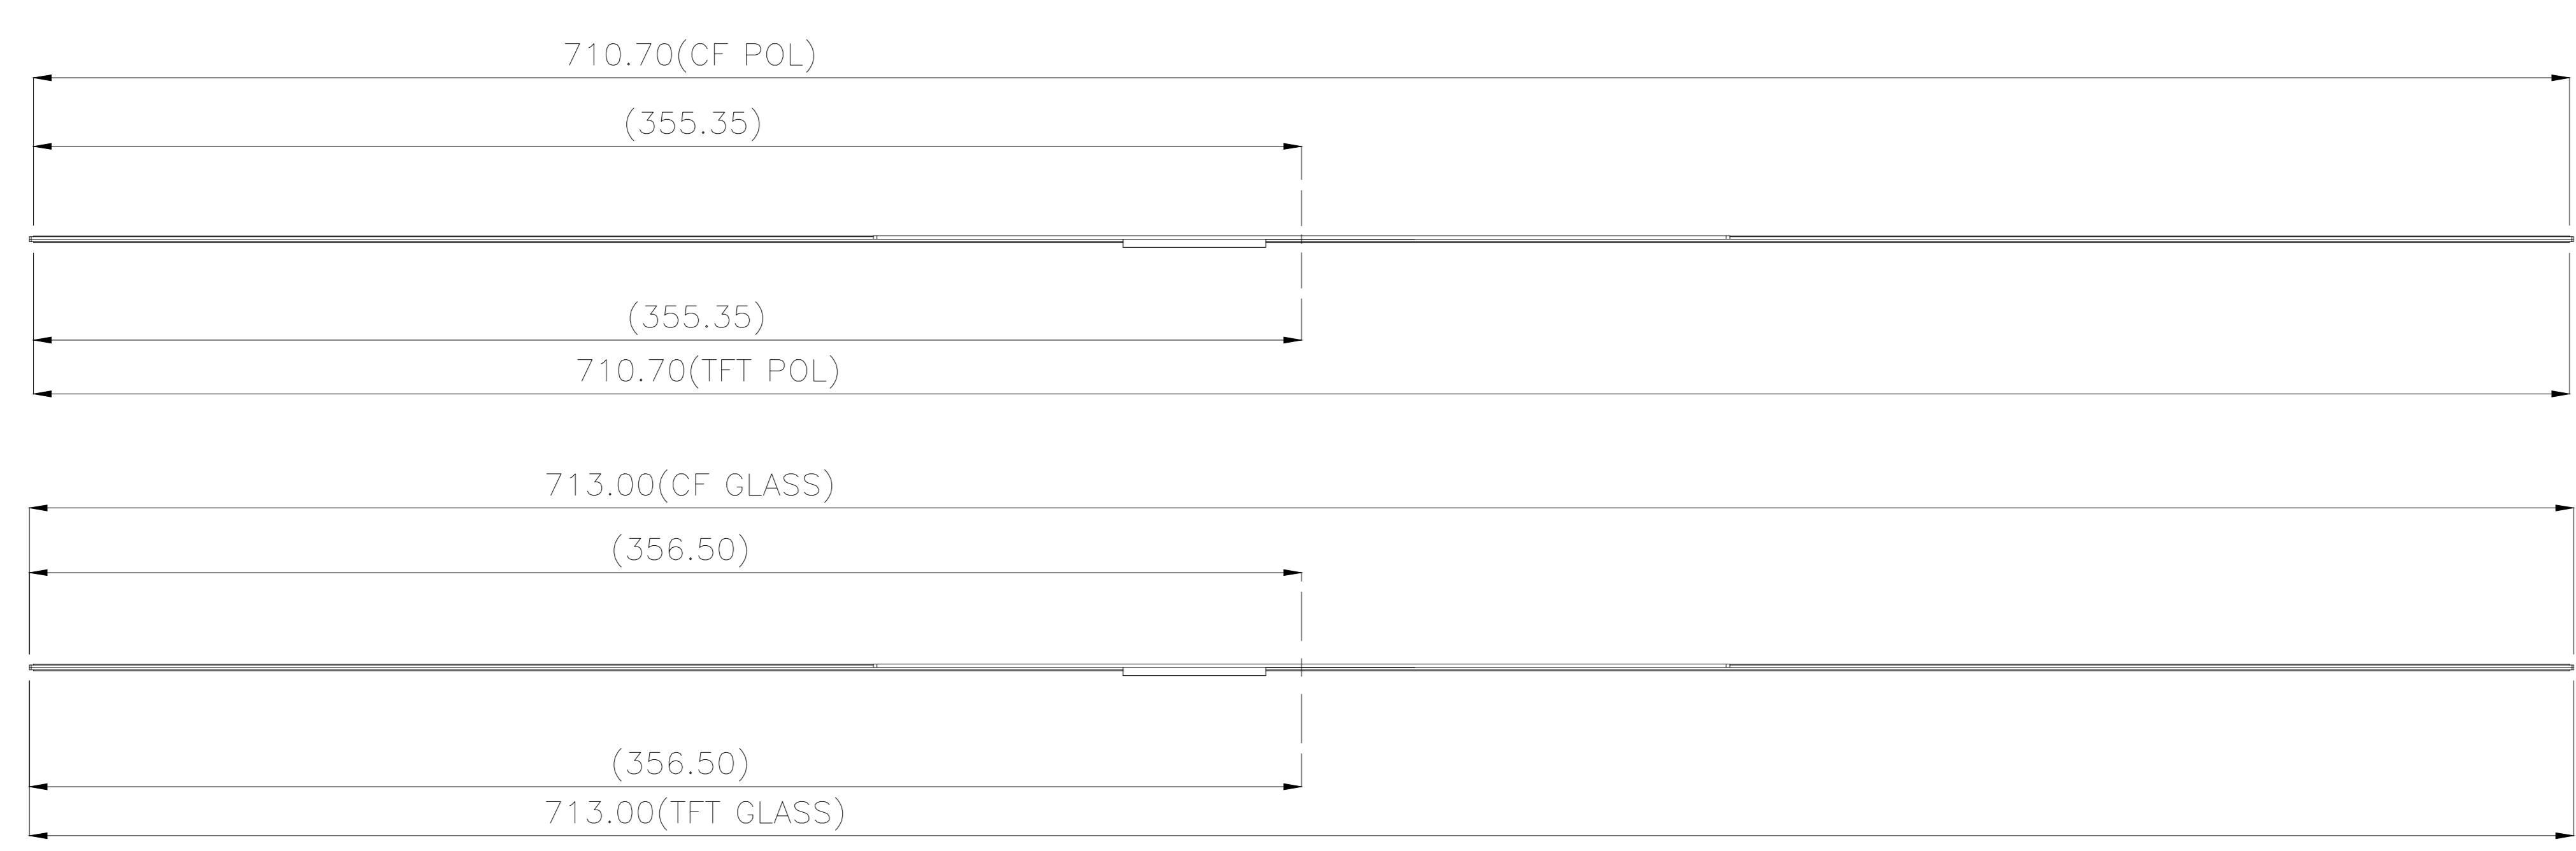 710.70(CF POL)
(355.35)
(355.35)
710.70(TFT POL)
713.00(CF GLASS)
(356.50)
(356.50)
713.00(TFT GLASS)